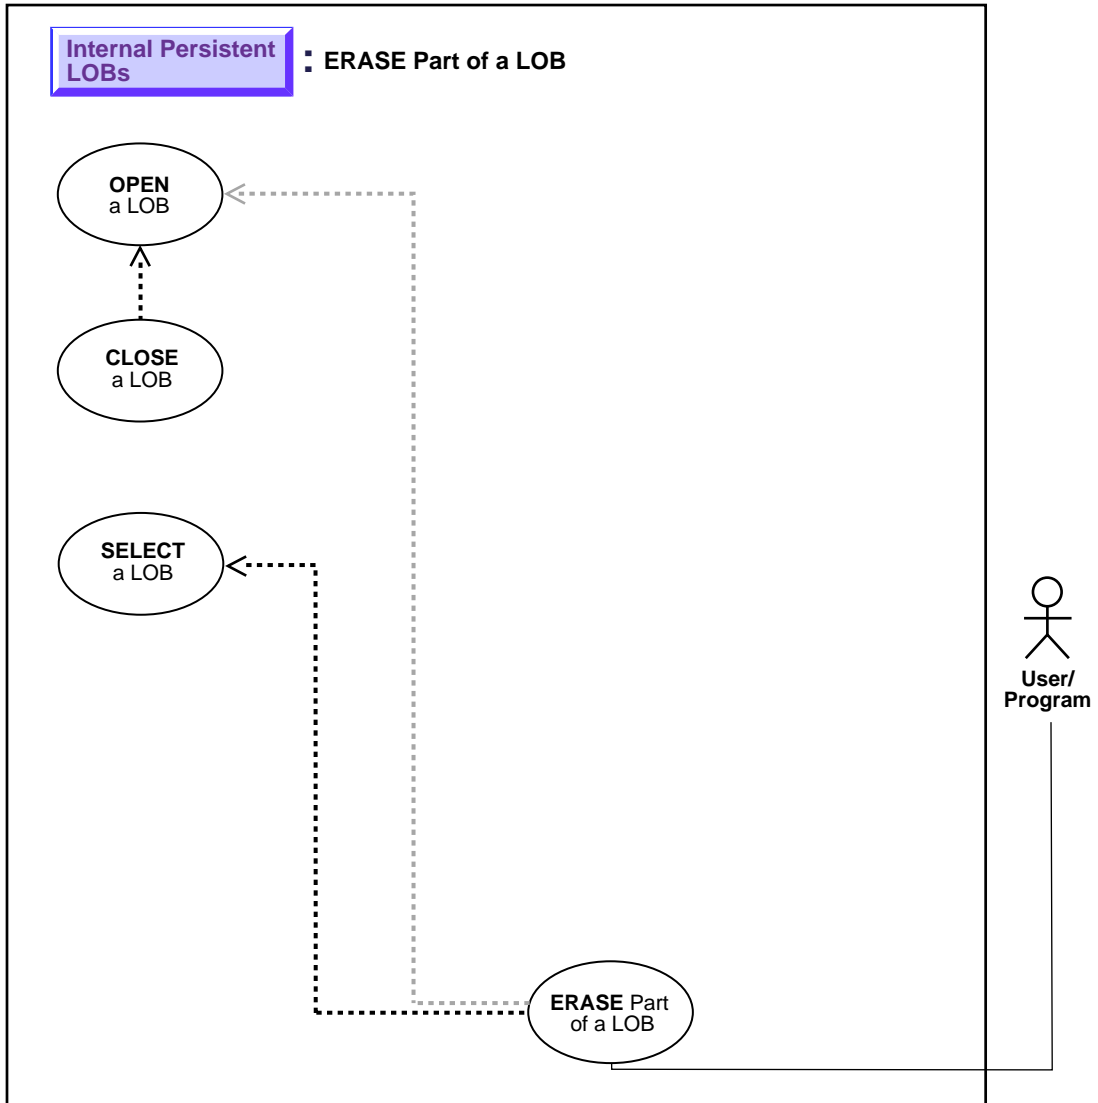 Internal Persistent
LOBs
: ERASE Part of a LOB
OPEN
a LOB
CLOSE
a LOB
SELECT
a LOB
User/
Program
ERASE Part
of a LOB